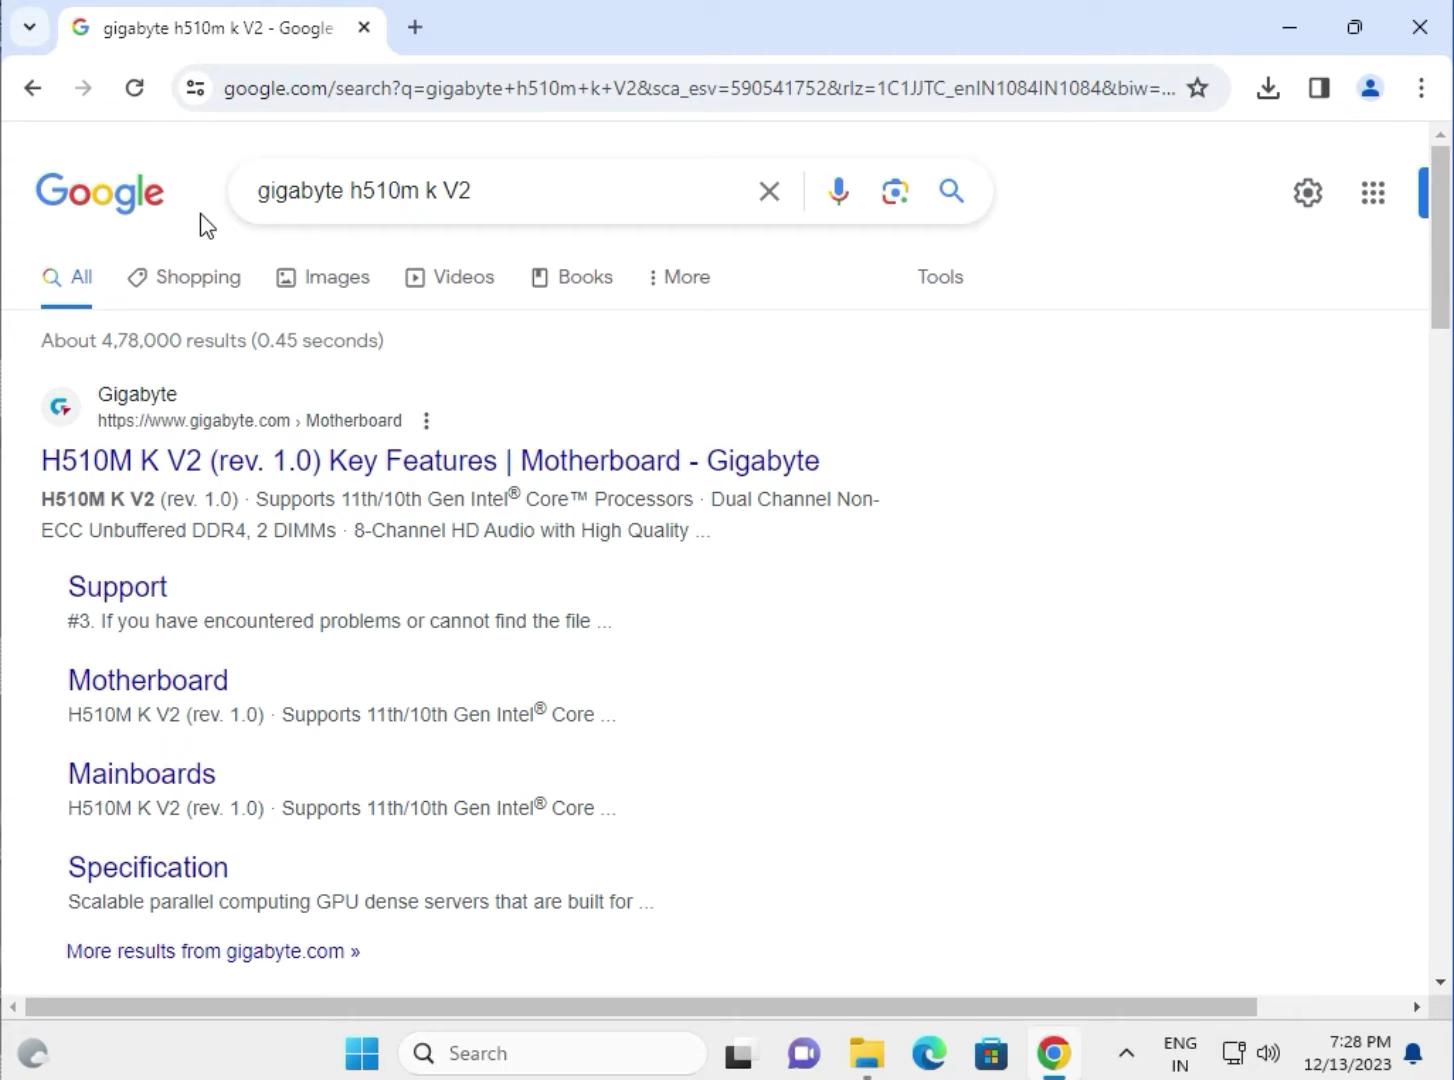 gigabyte h510m k V2 - Google
google.com/search?q=gigabyte+h510m+k+V2&sca_esv=590541752&rlz=1C1JJTC_enIN1084IN1084&biw=...
Google
gigabyte h510m k V2
All
Shopping
Images
Videos
Books
More
Tools
About 4,78,000 results (0.45 seconds)
Gigabyte
https://www.gigabyte.com › Motherboard
H510M K V2 (rev. 1.0) Key Features | Motherboard - Gigabyte
H510M K V2 (rev. 1.0) · Supports 11th/10th Gen Intel® Core™ Processors · Dual Channel Non-
ECC Unbuffered DDR4, 2 DIMMs · 8-Channel HD Audio with High Quality ...
Support
#3. If you have encountered problems or cannot find the file ...
Motherboard
H510M K V2 (rev. 1.0) · Supports 11th/10th Gen Intel® Core ...
Mainboards
H510M K V2 (rev. 1.0) · Supports 11th/10th Gen Intel® Core ...
Specification
Scalable parallel computing GPU dense servers that are built for ...
More results from gigabyte.com »
Search
ENG
IN
7:28 PM
12/13/2023